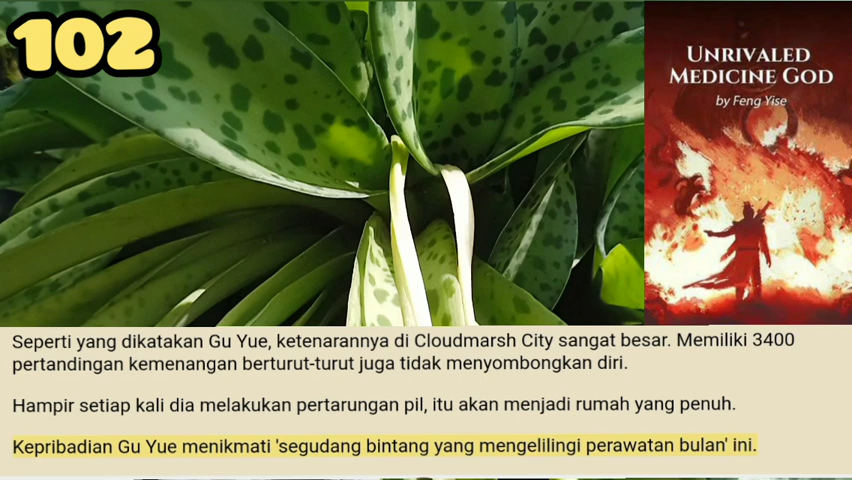 102
UNRIVALED
MEDICINE GOD
by Feng Yise
Seperti yang dikatakan Gu Yue, ketenarannya di Cloudmarsh City sangat besar. Memiliki 3400
pertandingan kemenangan berturut-turut juga tidak menyombongkan diri.
Hampir setiap kali dia melakukan pertarungan pil, itu akan menjadi rumah yang penuh.
Kepribadian Gu Yue menikmati 'segudang bintang yang mengelilingi perawatan bulan' ini.